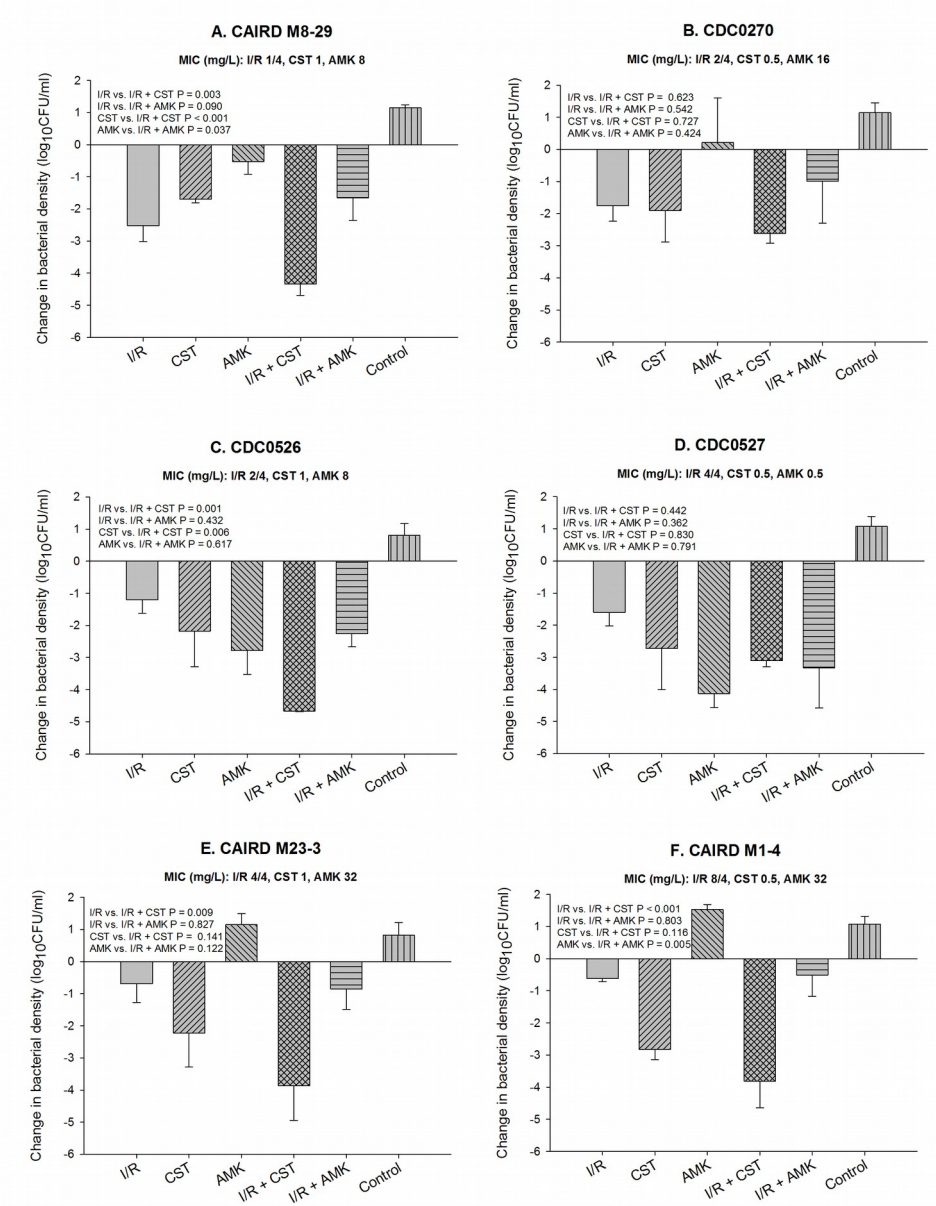 A. CAIRD M8-29
MIC (mg/L): I/R 1/4, CST 1, AMK 8
I/R vs. I/R + CST P = 0.003
I/R vs. I/R + AMK P = 0.090
CST vs. I/R + CST P < 0.001
AMK vs. I/R + AMK P = 0.037
Change in bacterial density (log10CFU/ml)
2
1
0
-1
-2
-3
-4
-5
-6
I/R
CST
AMK
I/R + CST
I/R + AMK
Control
B. CDC0270
MIC (mg/L): I/R 2/4, CST 0.5, AMK 16
I/R vs. I/R + CST P = 0.623
I/R vs. I/R + AMK P = 0.542
CST vs. I/R + CST P = 0.727
AMK vs. I/R + AMK P = 0.424
Change in bacterial density (log10CFU/ml)
2
1
0
-1
-2
-3
-4
-5
-6
I/R
CST
AMK
I/R + CST
I/R + AMK
Control
C. CDC0526
MIC (mg/L): I/R 2/4, CST 1, AMK 8
I/R vs. I/R + CST P = 0.001
I/R vs. I/R + AMK P = 0.432
CST vs. I/R + CST P = 0.006
AMK vs. I/R + AMK P = 0.617
Change in bacterial density (log10CFU/ml)
2
1
0
-1
-2
-3
-4
-5
-6
I/R
CST
AMK
I/R + CST
I/R + AMK
Control
D. CDC0527
MIC (mg/L): I/R 4/4, CST 0.5, AMK 0.5
I/R vs. I/R + CST P = 0.442
I/R vs. I/R + AMK P = 0.362
CST vs. I/R + CST P = 0.830
AMK vs. I/R + AMK P = 0.791
Change in bacterial density (log10CFU/ml)
2
1
0
-1
-2
-3
-4
-5
-6
I/R
CST
AMK
I/R + CST
I/R + AMK
Control
E. CAIRD M23-3
MIC (mg/L): I/R 4/4, CST 1, AMK 32
I/R vs. I/R + CST P = 0.009
I/R vs. I/R + AMK P = 0.827
CST vs. I/R + CST P = 0.141
AMK vs. I/R + AMK P = 0.122
Change in bacterial density (log10CFU/ml)
2
1
0
-1
-2
-3
-4
-5
-6
I/R
CST
AMK
I/R + CST
I/R + AMK
Control
F. CAIRD M1-4
MIC (mg/L): I/R 8/4, CST 0.5, AMK 32
I/R vs. I/R + CST P < 0.001
I/R vs. I/R + AMK P = 0.803
CST vs. I/R + CST P = 0.116
AMK vs. I/R + AMK P = 0.005
Change in bacterial density (log10CFU/ml)
2
1
0
-1
-2
-3
-4
-5
-6
I/R
CST
AMK
I/R + CST
I/R + AMK
Control